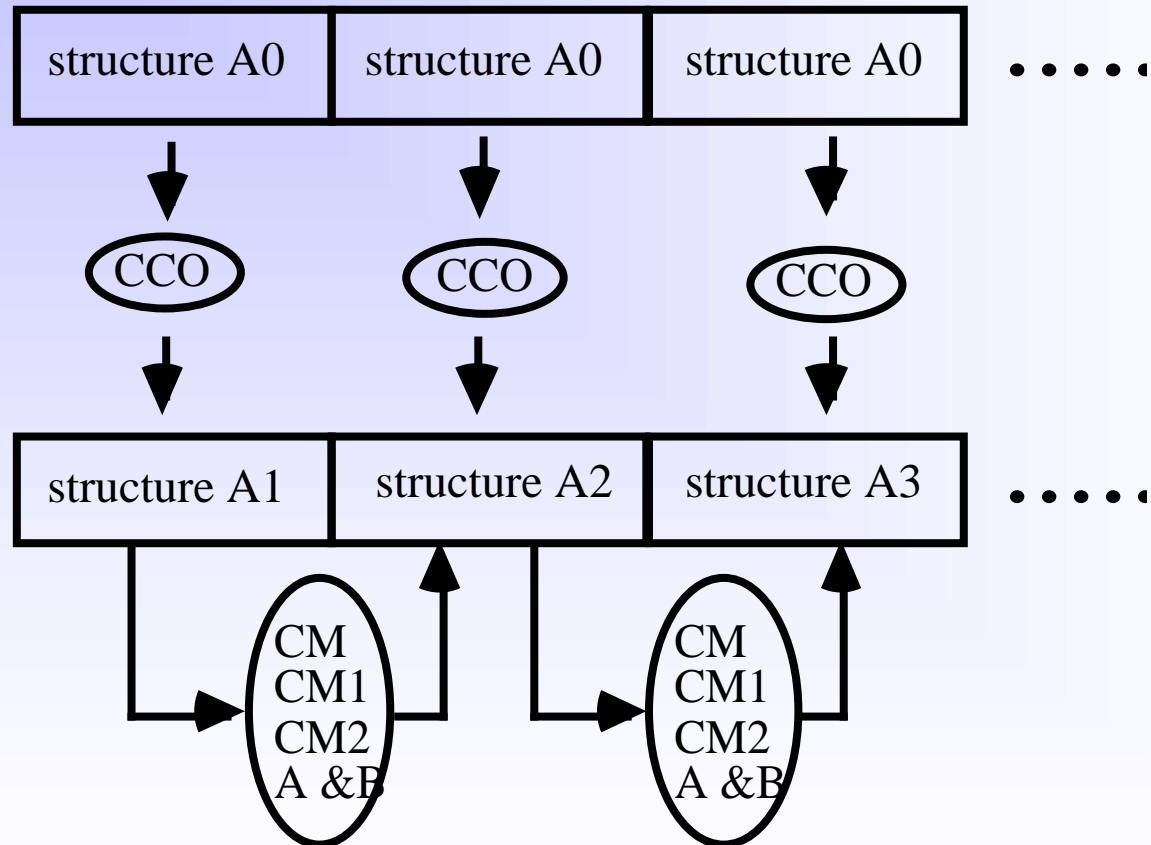 structure A0 structure A0 structure A0
CCO CCO CCO
structure A1 structure A2 structure A3
CM
CM1
CM2
A &B
CM
CM1
CM2
A &B